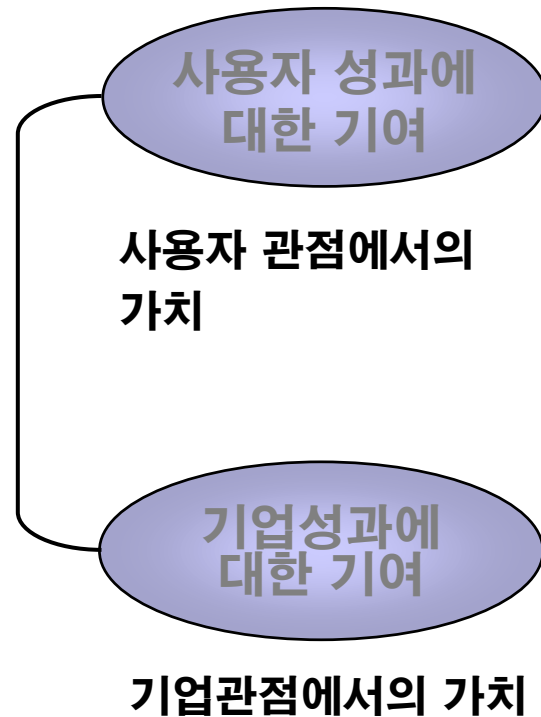 사용자 성과에
대한 기여
사용자 관점에서의
가치
기업성과에
대한 기여
기업관점에서의 가치